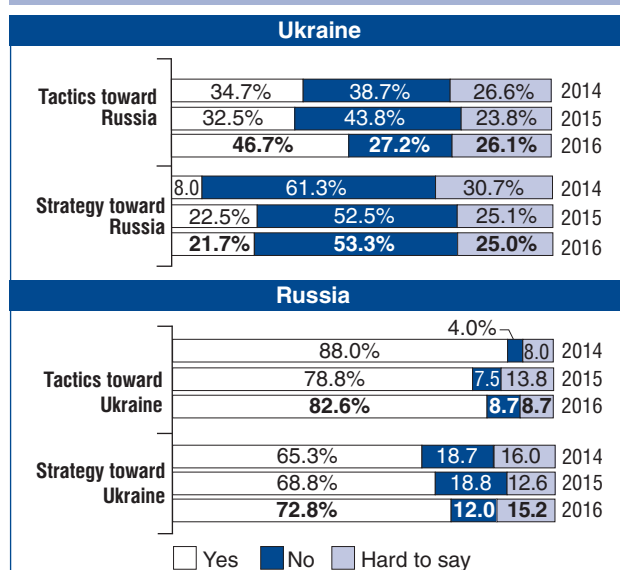 Ukraine
Tactics toward
Russia
34.7% 38.7% 26.6% 2014
32.5% 43.8% 23.8% 2015
46.7% 27.2% 26.1% 2016
Strategy toward
Russia
8.0 61.3% 30.7% 2014
22.5% 52.5% 25.1% 2015
21.7% 53.3% 25.0% 2016
Russia
Tactics toward
Ukraine
4.0%
88.0% 8.0 2014
78.8% 7.5 13.8 2015
82.6% 8.7 8.7 2016
Strategy toward
Ukraine
65.3% 18.7 16.0 2014
68.8% 18.8 12.6 2015
72.8% 12.0 15.2 2016
Yes No Hard to say